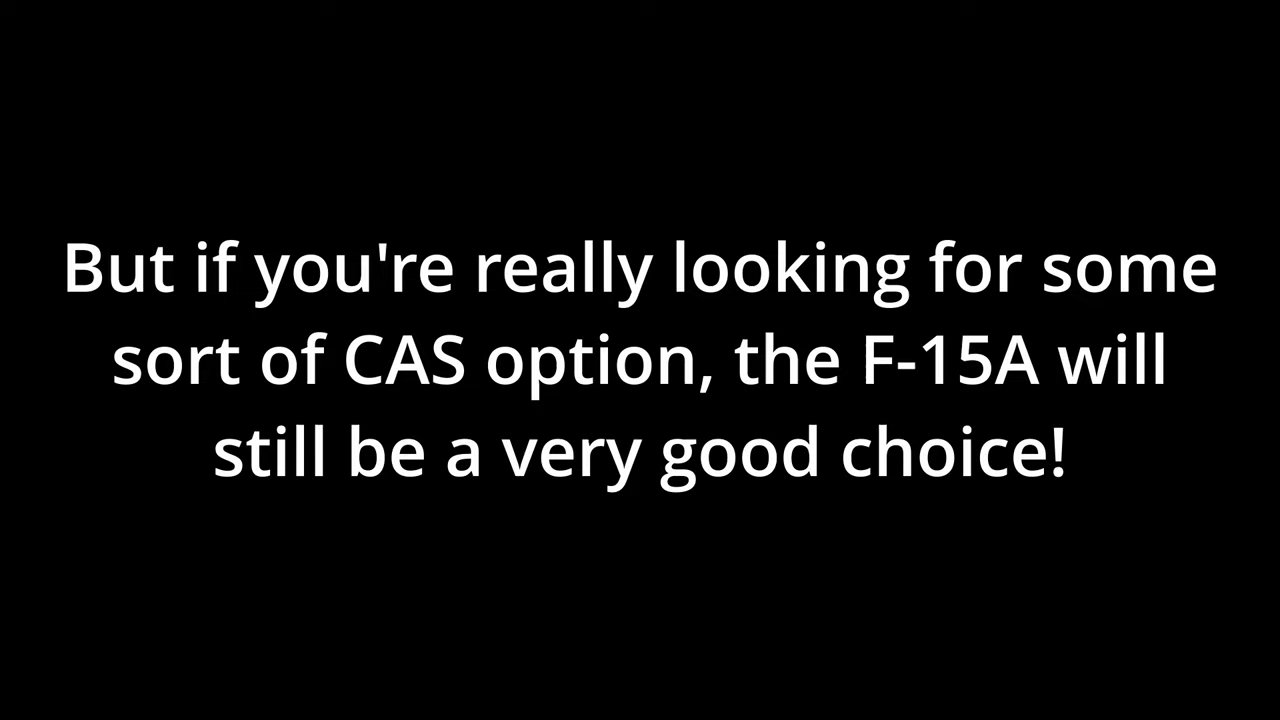 But if you're really looking for some
sort of CAS option, the F-15A will
still be a very good choice!